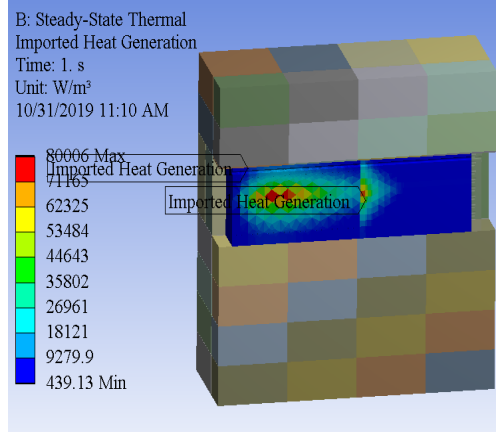 B: Steady-State Thermal
Imported Heat Generation
Time: 1. s
Unit: W/m³
10/31/2019 11:10 AM
80006 Max
Imported Heat Generation
71165
62325
Imported Heat Generation
53484
44643
35802
26961
18121
9279.9
439.13 Min